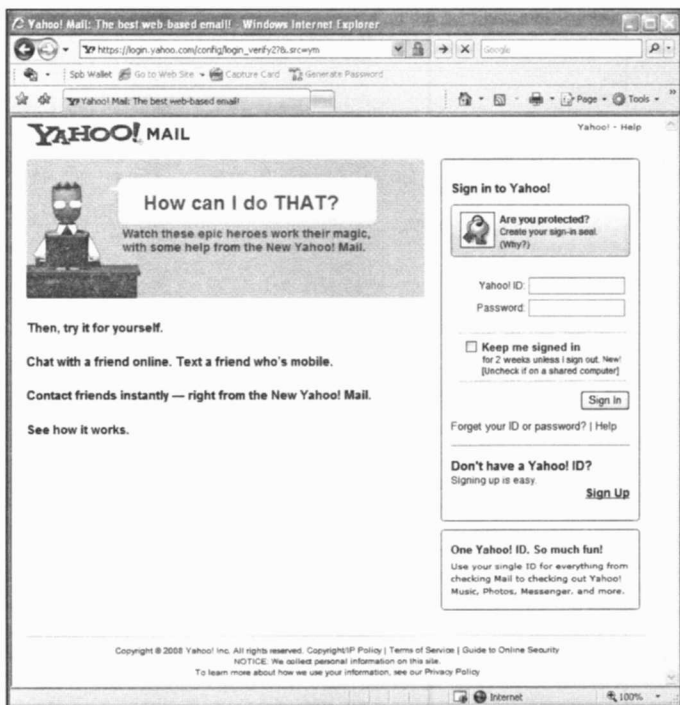 Yahoo! Mail: The best web-based email! - Windows Internet Explorer
https://login.yahoo.com/config/login_verify2?&.src=ym
Google
Spb Wallet Go to Web Site Capture Card Generate Password
Yahoo! Mail: The best web-based email!
Page Tools
YAHOO! MAIL
Yahoo! - Help
How can I do THAT?
Watch these epic heroes work their magic,
with some help from the New Yahoo! Mail.
Then, try it for yourself.
Chat with a friend online. Text a friend who's mobile.
Contact friends instantly — right from the New Yahoo! Mail.
See how it works.
Sign in to Yahoo!
Are you protected?
Create your sign-in seal.
(Why?)
Yahoo! ID:
Password:
Keep me signed in
for 2 weeks unless I sign out. New!
[Uncheck if on a shared computer]
Sign In
Forget your ID or password? | Help
Don't have a Yahoo! ID?
Signing up is easy.
Sign Up
One Yahoo! ID. So much fun!
Use your single ID for everything from
checking Mail to checking out Yahoo!
Music, Photos, Messenger, and more.
Copyright © 2008 Yahoo! Inc. All rights reserved. Copyright/IP Policy | Terms of Service | Guide to Online Security
NOTICE: We collect personal information on this site.
To learn more about how we use your information, see our Privacy Policy
Internet
100%